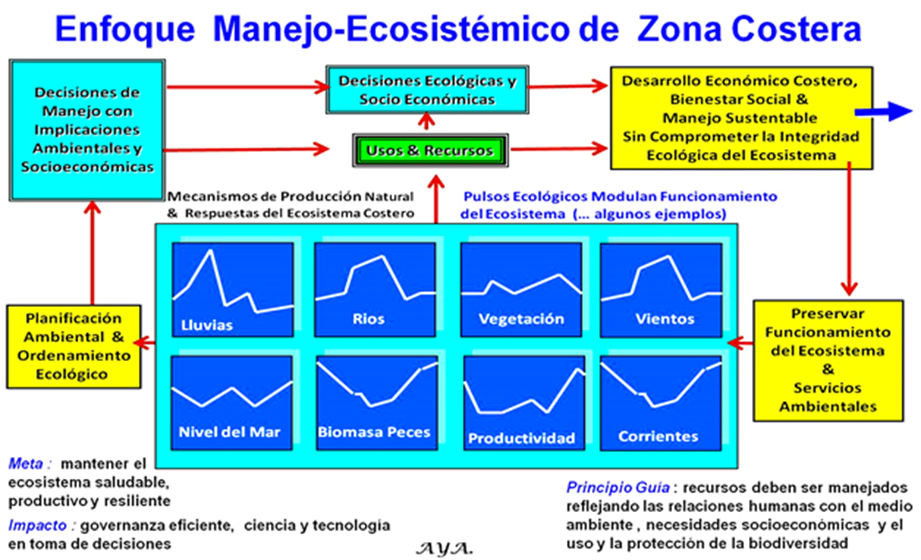 Enfoque Manejo-Ecosistémico de Zona Costera
Decisiones de
Manejo con
Implicaciones
Ambientales y
Socioeconómicas
Decisiones Ecológicas y
Socio Económicas
Usos & Recursos
Desarrollo Económico Costero,
Bienestar Social &
Manejo Sustentable
Sin Comprometer la Integridad
Ecológica del Ecosistema
Mecanismos de Producción Natural
& Respuestas del Ecosistema Costero
Pulsos Ecológicos Modulan Funcionamiento
del Ecosistema (... algunos ejemplos)
Lluvias
Rios
Vegetación
Vientos
Nivel del Mar
Biomasa Peces
Productividad
Corrientes
Planificación
Ambiental &
Ordenamiento
Ecológico
Preservar
Funcionamiento
del Ecosistema
&
Servicios
Ambientales
Meta : mantener el
ecosistema saludable,
productivo y resiliente
Impacto : governanza eficiente, ciencia y tecnología
en toma de decisiones
AYA.
Principio Guía : recursos deben ser manejados
reflejando las relaciones humanas con el medio
ambiente , necesidades socioeconómicas y el
uso y la protección de la biodiversidad